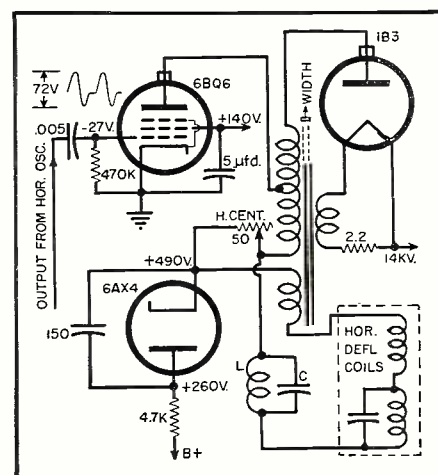 1B3
6BQ6
72V
WIDTH
+140V.
.005
-27V.
5 µfd.
470K
H.CENT.
50
2.2
14KV.
OUTPUT FROM HOR. OSC.
+490V.
6AX4
150
HOR.
DEFL
COILS
L
C
+260V.
4.7K
B+